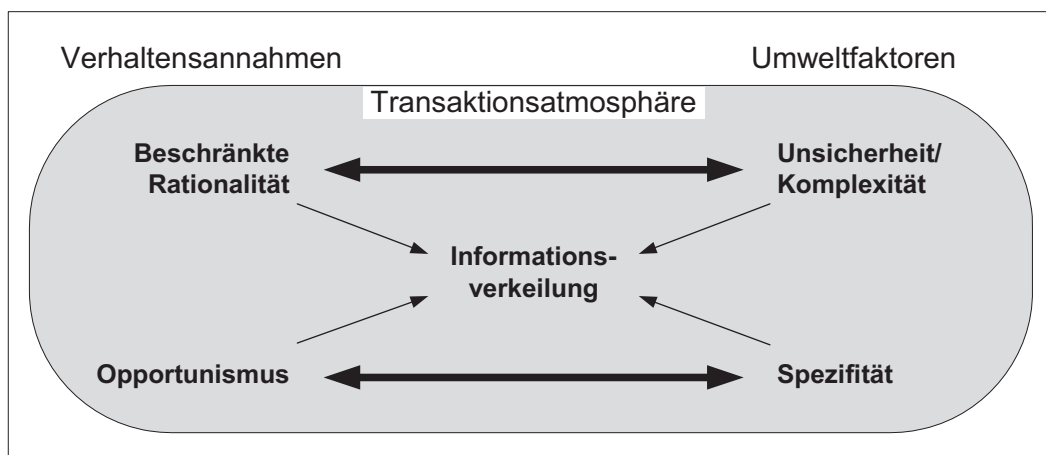 Verhaltensannahmen
Umweltfaktoren
Transaktionsatmosphäre
Beschränkte
Rationalität
Unsicherheit/
Komplexität
Informations-
verkeilung
Opportunismus
Spezifität